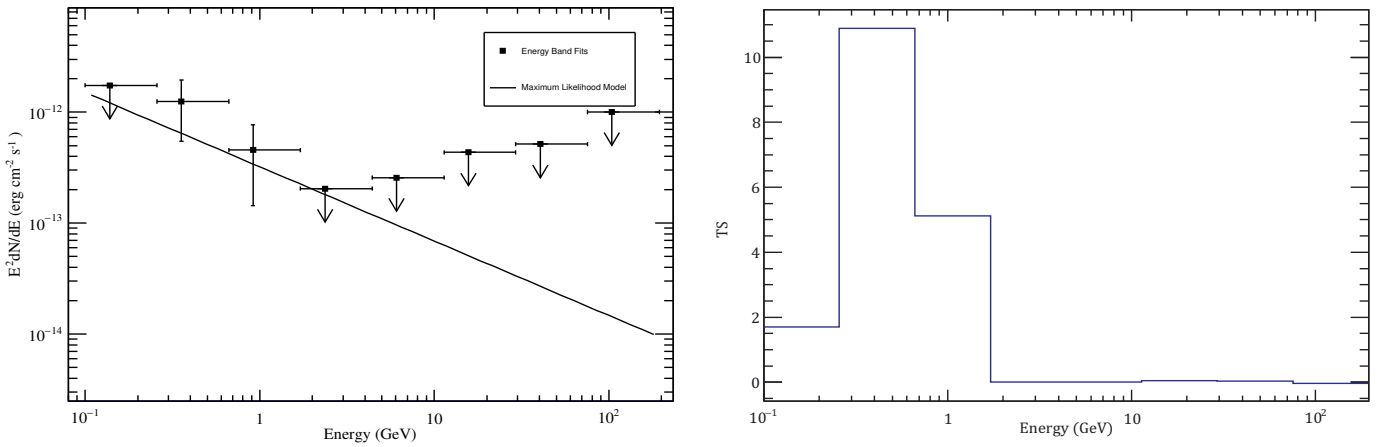 Energy Band Fits
Maximum Likelihood Model
E²dN/dE (erg cm⁻² s⁻¹ )
10⁻¹²
10⁻¹³
10⁻¹⁴
10⁻¹ 1 10 10²
Energy (GeV)
TS
10
8
6
4
2
0
10⁻¹ 1 10 10²
Energy (GeV)